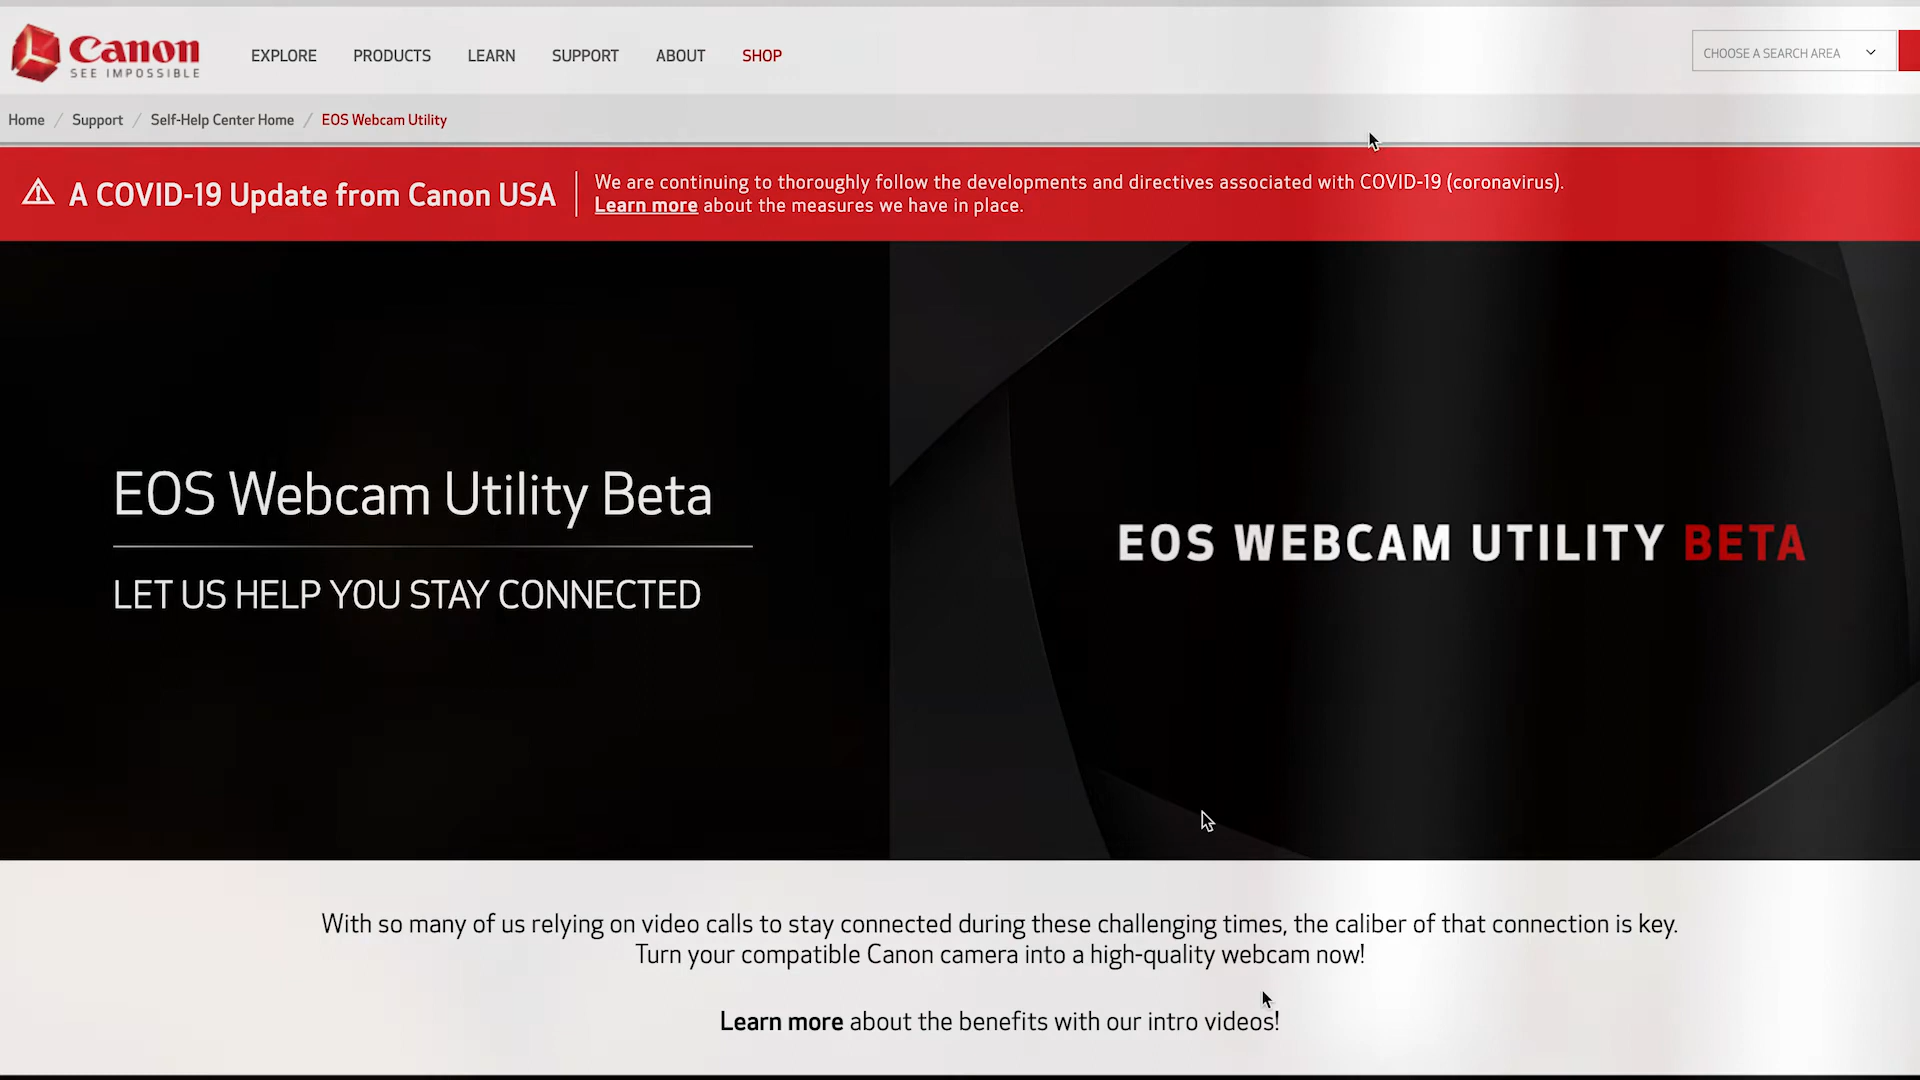 Canon
SEE IMPOSSIBLE
EXPLORE
PRODUCTS
LEARN
SUPPORT
ABOUT
SHOP
CHOOSE A SEARCH AREA
Home / Support / Self-Help Center Home / EOS Webcam Utility
A COVID-19 Update from Canon USA
We are continuing to thoroughly follow the developments and directives associated with COVID-19 (coronavirus).
Learn more about the measures we have in place.
EOS Webcam Utility Beta
LET US HELP YOU STAY CONNECTED
EOS WEBCAM UTILITY BETA
With so many of us relying on video calls to stay connected during these challenging times, the caliber of that connection is key.
Turn your compatible Canon camera into a high-quality webcam now!
Learn more about the benefits with our intro videos!